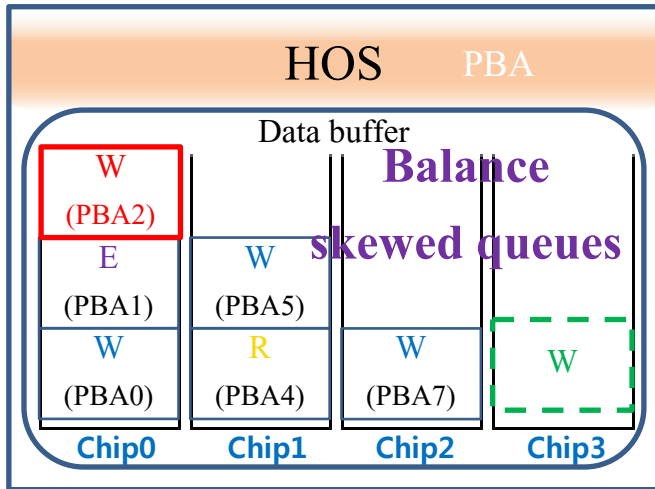 HOS PBA
Data buffer
Balance
skewed queues
W
(PBA2)
E
(PBA1)
W
(PBA5)
W
(PBA0)
R
(PBA4)
W
(PBA7)
W
Chip0 Chip1 Chip2 Chip3